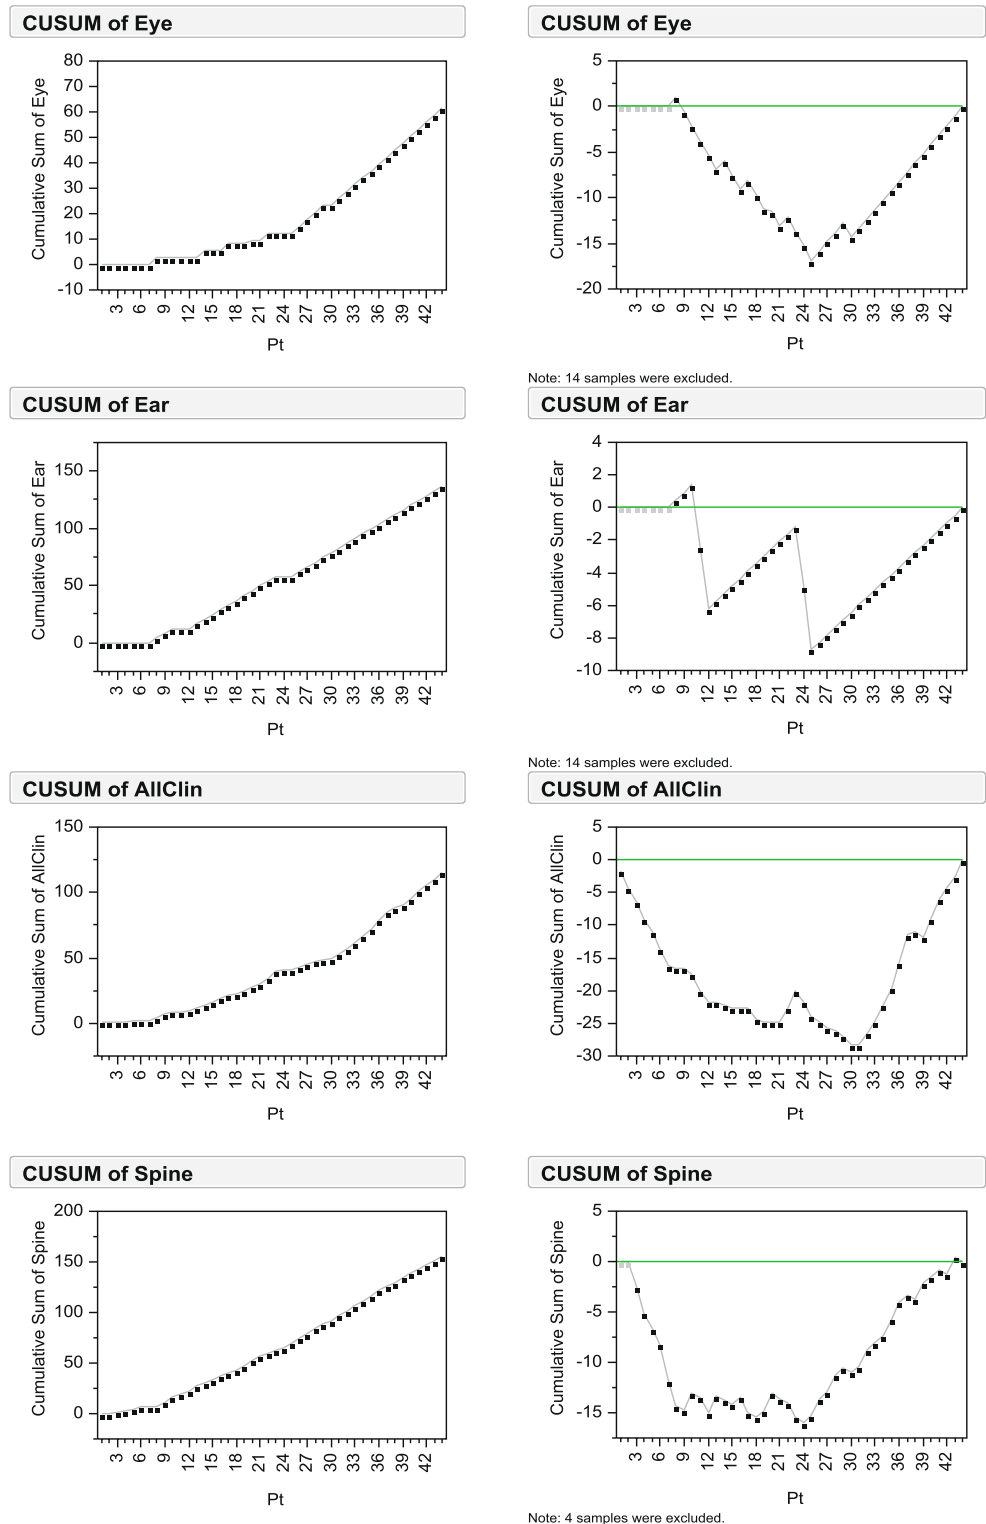 CUSUM of Eye
Cumulative Sum of Eye
80
70
60
50
40
30
20
10
0
-10
3 6 9 12 15 18 21 24 27 30 33 36 39 42
Pt
CUSUM of Eye
Cumulative Sum of Eye
5
0
-5
-10
-15
-20
3 6 9 12 15 18 21 24 27 30 33 36 39 42
Pt
Note: 14 samples were excluded.
CUSUM of Ear
Cumulative Sum of Ear
150
100
50
0
3 6 9 12 15 18 21 24 27 30 33 36 39 42
Pt
CUSUM of Ear
Cumulative Sum of Ear
4
2
0
-2
-4
-6
-8
-10
3 6 9 12 15 18 21 24 27 30 33 36 39 42
Pt
Note: 14 samples were excluded.
CUSUM of AllClin
Cumulative Sum of AllClin
150
100
50
0
3 6 9 12 15 18 21 24 27 30 33 36 39 42
Pt
CUSUM of AllClin
Cumulative Sum of AllClin
5
0
-5
-10
-15
-20
-25
-30
3 6 9 12 15 18 21 24 27 30 33 36 39 42
Pt
CUSUM of Spine
Cumulative Sum of Spine
200
150
100
50
0
3 6 9 12 15 18 21 24 27 30 33 36 39 42
Pt
CUSUM of Spine
Cumulative Sum of Spine
5
0
-5
-10
-15
3 6 9 12 15 18 21 24 27 30 33 36 39 42
Pt
Note: 4 samples were excluded.